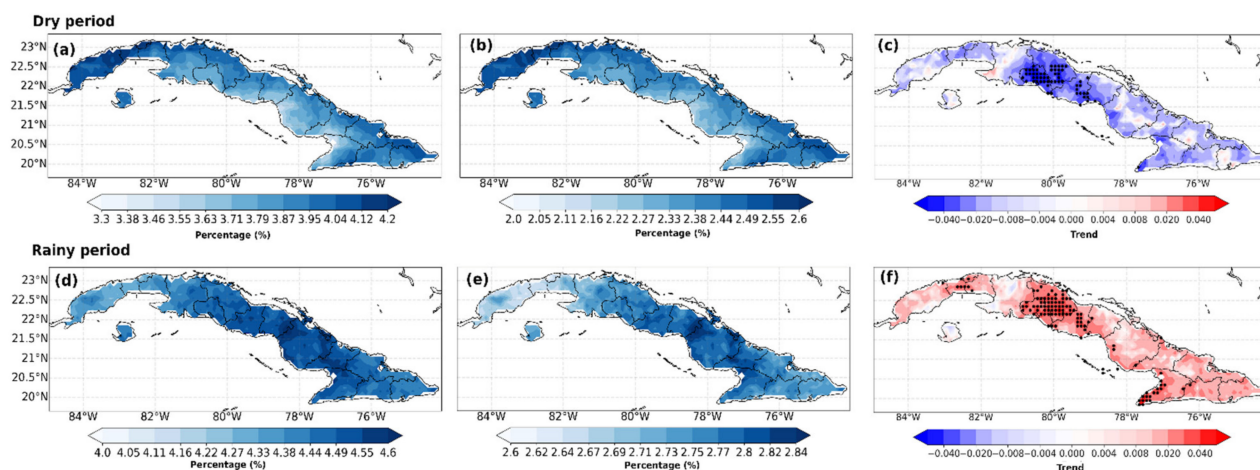 Dry period
(a) (b) (c)
23°N
22.5°N
22°N
21.5°N
21°N
20.5°N
20°N
84°W 82°W 80°W 78°W 76°W 84°W 82°W 80°W 78°W 76°W 84°W 82°W 80°W 78°W 76°W
3.3 3.38 3.46 3.55 3.63 3.71 3.79 3.87 3.95 4.04 4.12 4.2 2.0 2.05 2.11 2.16 2.22 2.27 2.33 2.38 2.44 2.49 2.55 2.6 −0.040 −0.020 −0.008 −0.004 0.000 0.008 0.020 0.040
Percentage (%) Percentage (%) Trend
Rainy period
(d) (e) (f)
23°N
22.5°N
22°N
21.5°N
21°N
20.5°N
20°N
84°W 82°W 80°W 78°W 76°W 84°W 82°W 80°W 78°W 76°W 84°W 82°W 80°W 78°W 76°W
4.0 4.05 4.11 4.16 4.22 4.27 4.33 4.38 4.44 4.49 4.55 4.6 2.6 2.62 2.64 2.67 2.69 2.71 2.73 2.75 2.77 2.8 2.82 2.84 −0.040 −0.020 −0.008 −0.004 0.000 0.008 0.020 0.040
Percentage (%) Percentage (%) Trend